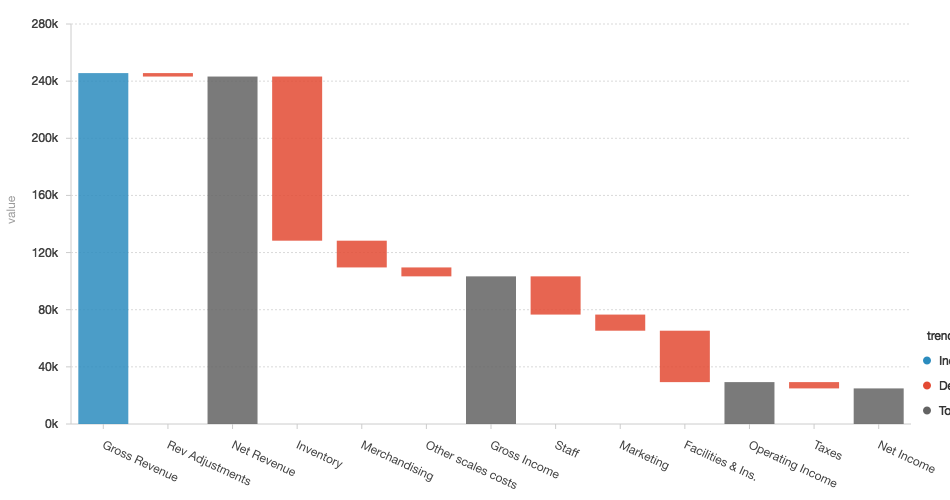 280k
240k
200k
160k
120k
80k
40k
0k
value
Gross Revenue
Rev Adjustments
Net Revenue
Inventory
Merchandising
Other scales costs
Gross Income
Staff
Marketing
Facilities & Ins.
Operating Income
Taxes
Net Income
tren
In
De
To